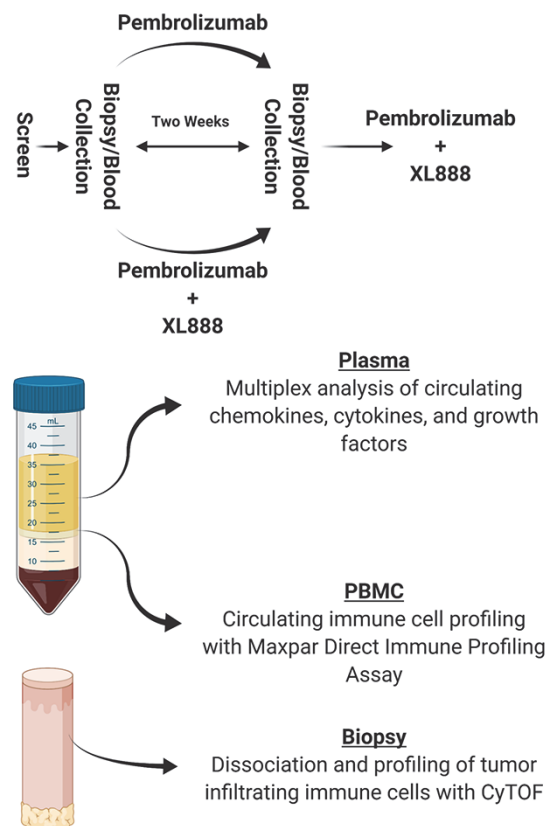 Pembrolizumab
Screen
Biopsy/Blood
Collection
Two Weeks
Biopsy/Blood
Collection
Pembrolizumab
+
XL888
Pembrolizumab
+
XL888
Plasma
Multiplex analysis of circulating
chemokines, cytokines, and growth
factors
mL
45
40
35
30
25
20
15
10
PBMC
Circulating immune cell profiling
with Maxpar Direct Immune Profiling
Assay
Biopsy
Dissociation and profiling of tumor
infiltrating immune cells with CyTOF